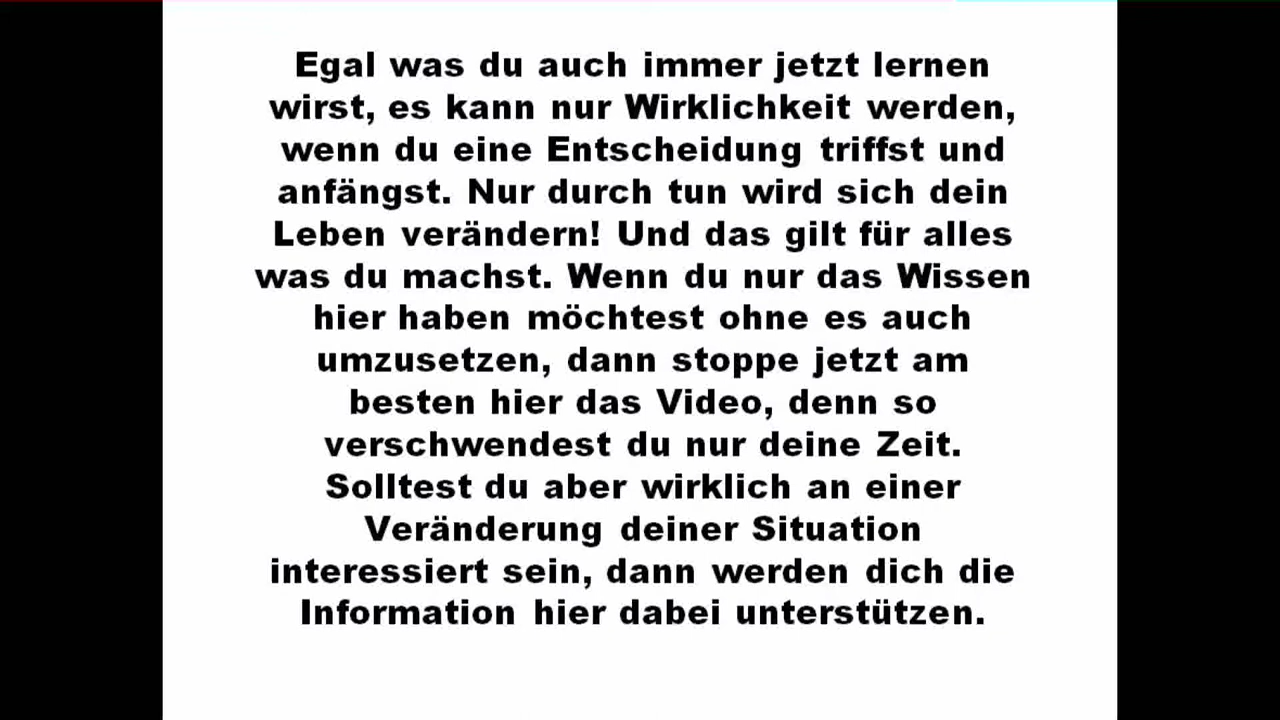 Egal was du auch immer jetzt lernen
wirst, es kann nur Wirklichkeit werden,
wenn du eine Entscheidung triffst und
anfängst. Nur durch tun wird sich dein
Leben verändern! Und das gilt für alles
was du machst. Wenn du nur das Wissen
hier haben möchtest ohne es auch
umzusetzen, dann stoppe jetzt am
besten hier das Video, denn so
verschwendest du nur deine Zeit.
Solltest du aber wirklich an einer
Veränderung deiner Situation
interessiert sein, dann werden dich die
Information hier dabei unterstützen.